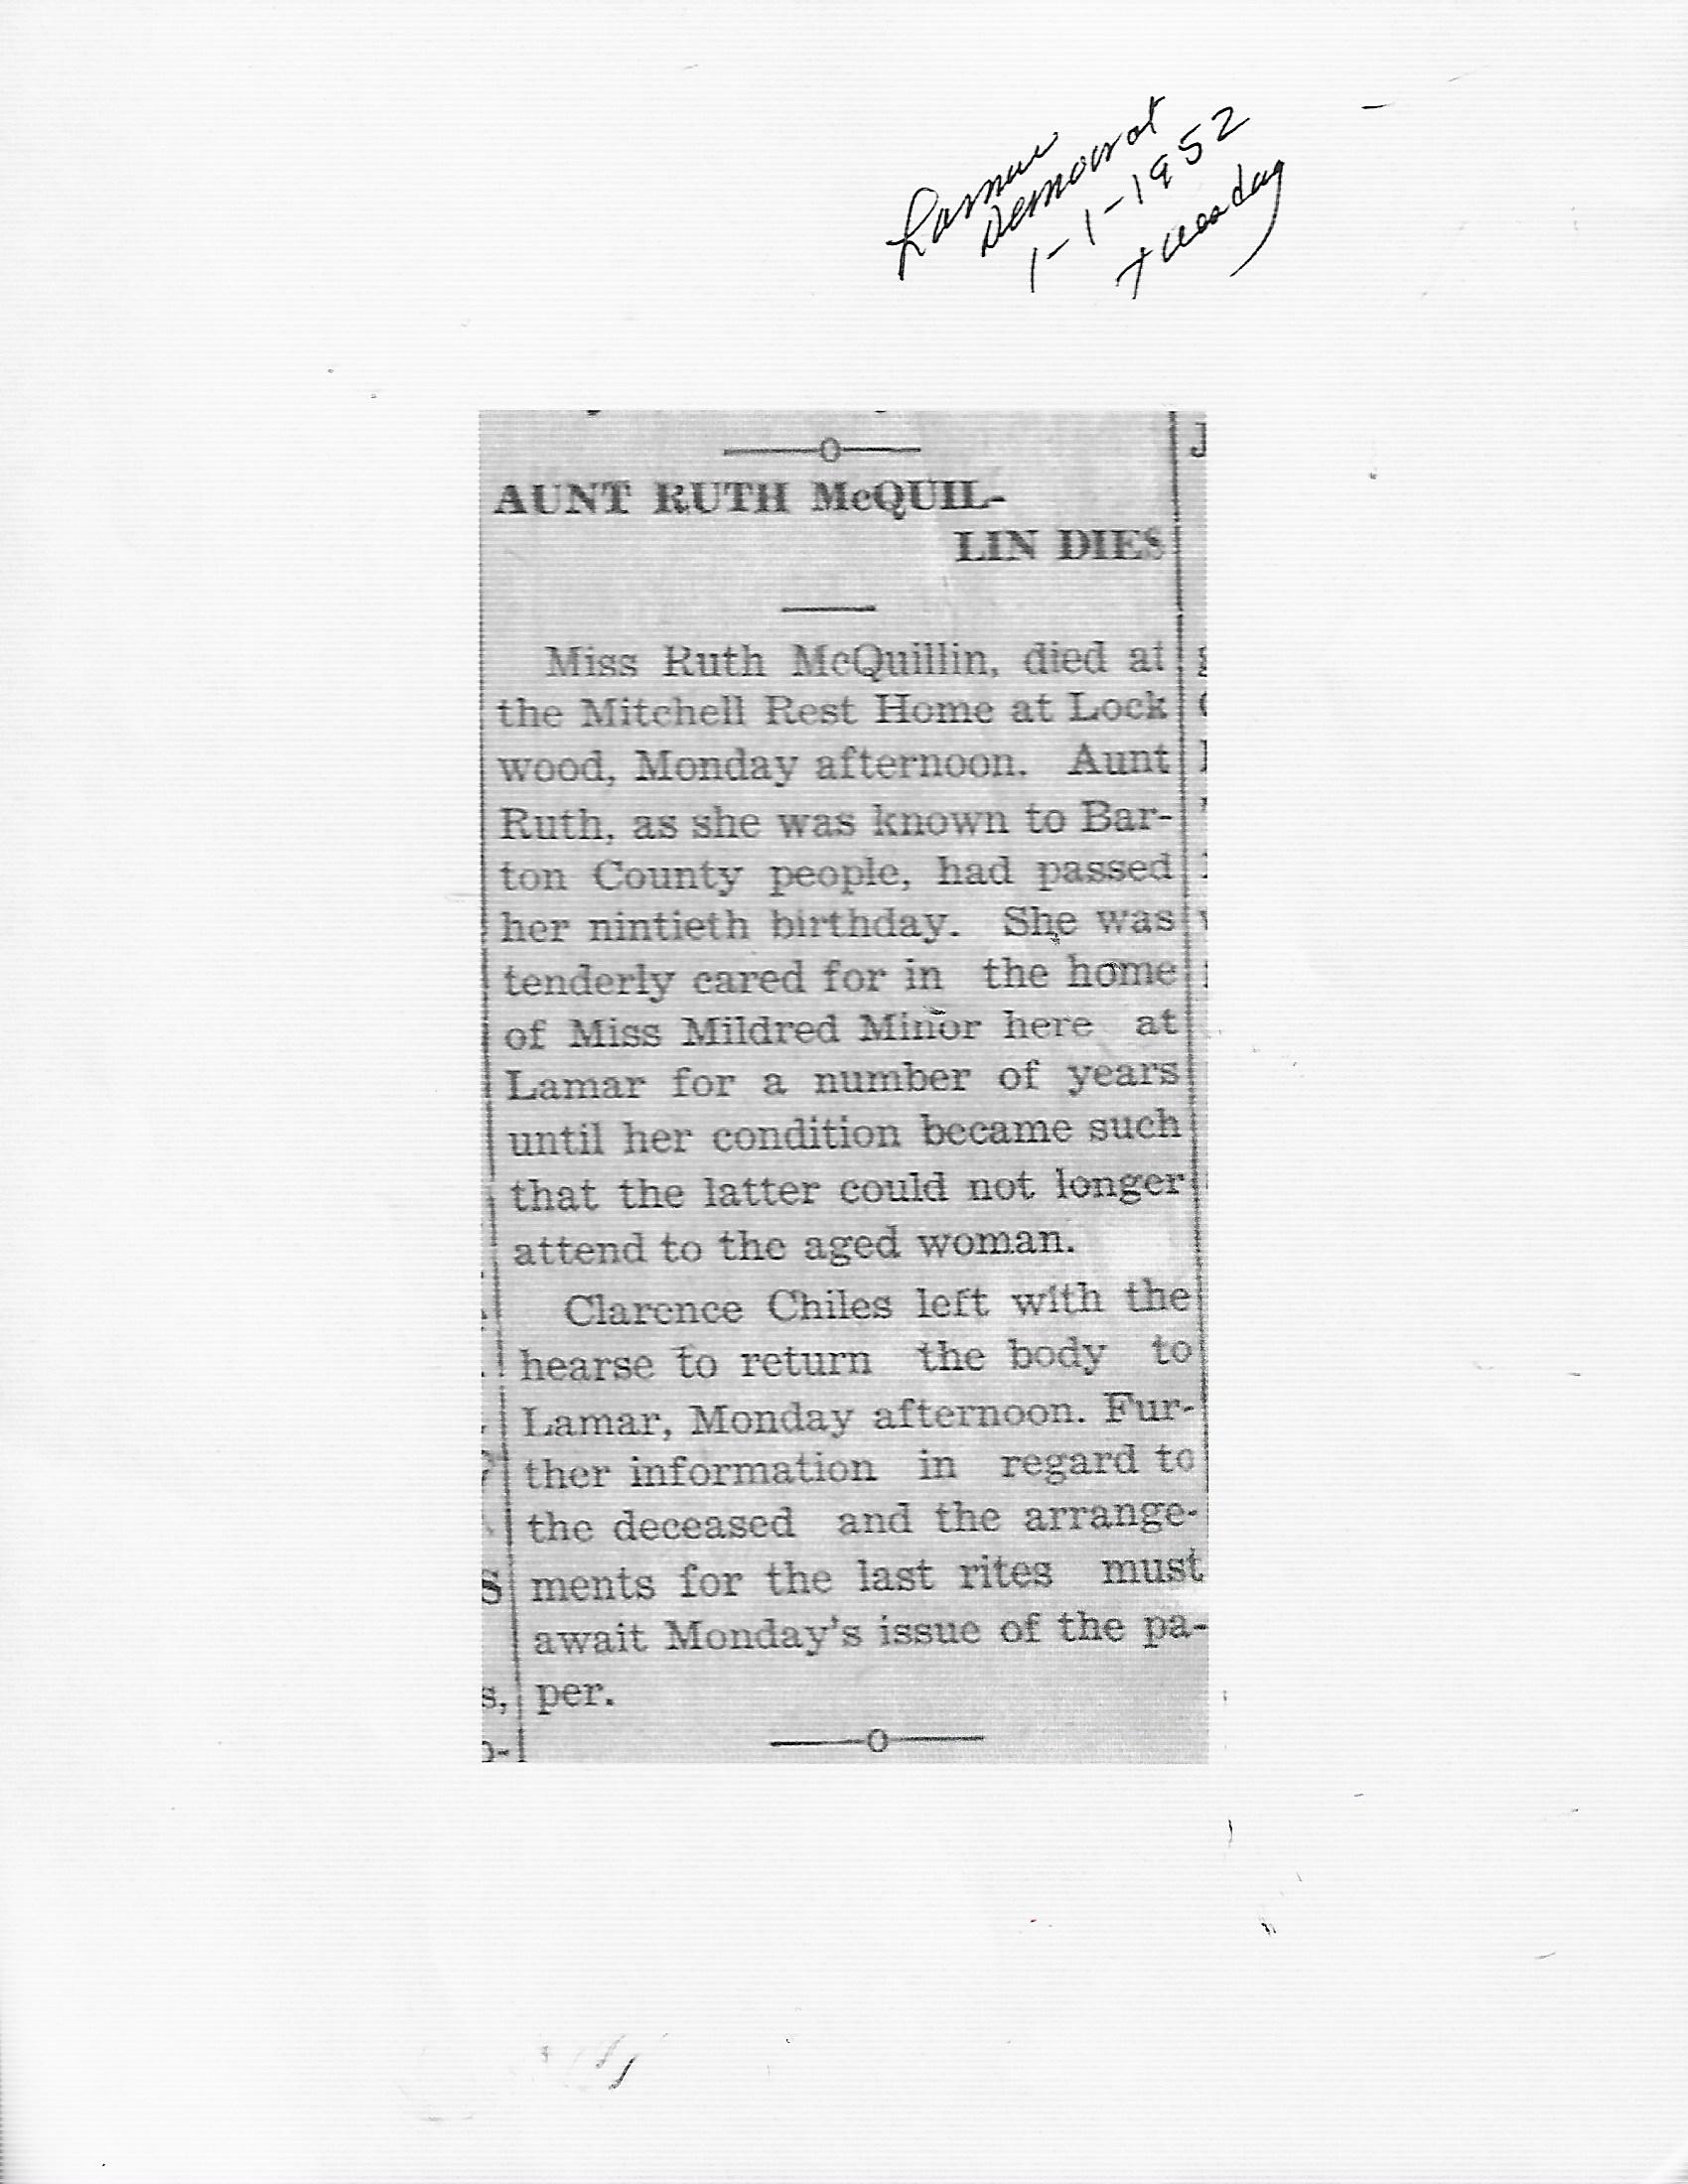 Lamar
Democrat
1-1-1952
Tuesday
AUNT RUTH McQUIL-
LIN DIES
Miss Ruth McQuillin, died at
the Mitchell Rest Home at Lock
wood, Monday afternoon. Aunt
Ruth, as she was known to Bar-
ton County people, had passed
her nintieth birthday. She was
tenderly cared for in the home
of Miss Mildred Minor here at
Lamar for a number of years
until her condition became such
that the latter could not longer
attend to the aged woman.
Clarence Chiles left with the
hearse to return the body to
Lamar, Monday afternoon. Fur-
ther information in regard to
the deceased and the arrange-
ments for the last rites must
await Monday's issue of the pa-
per.